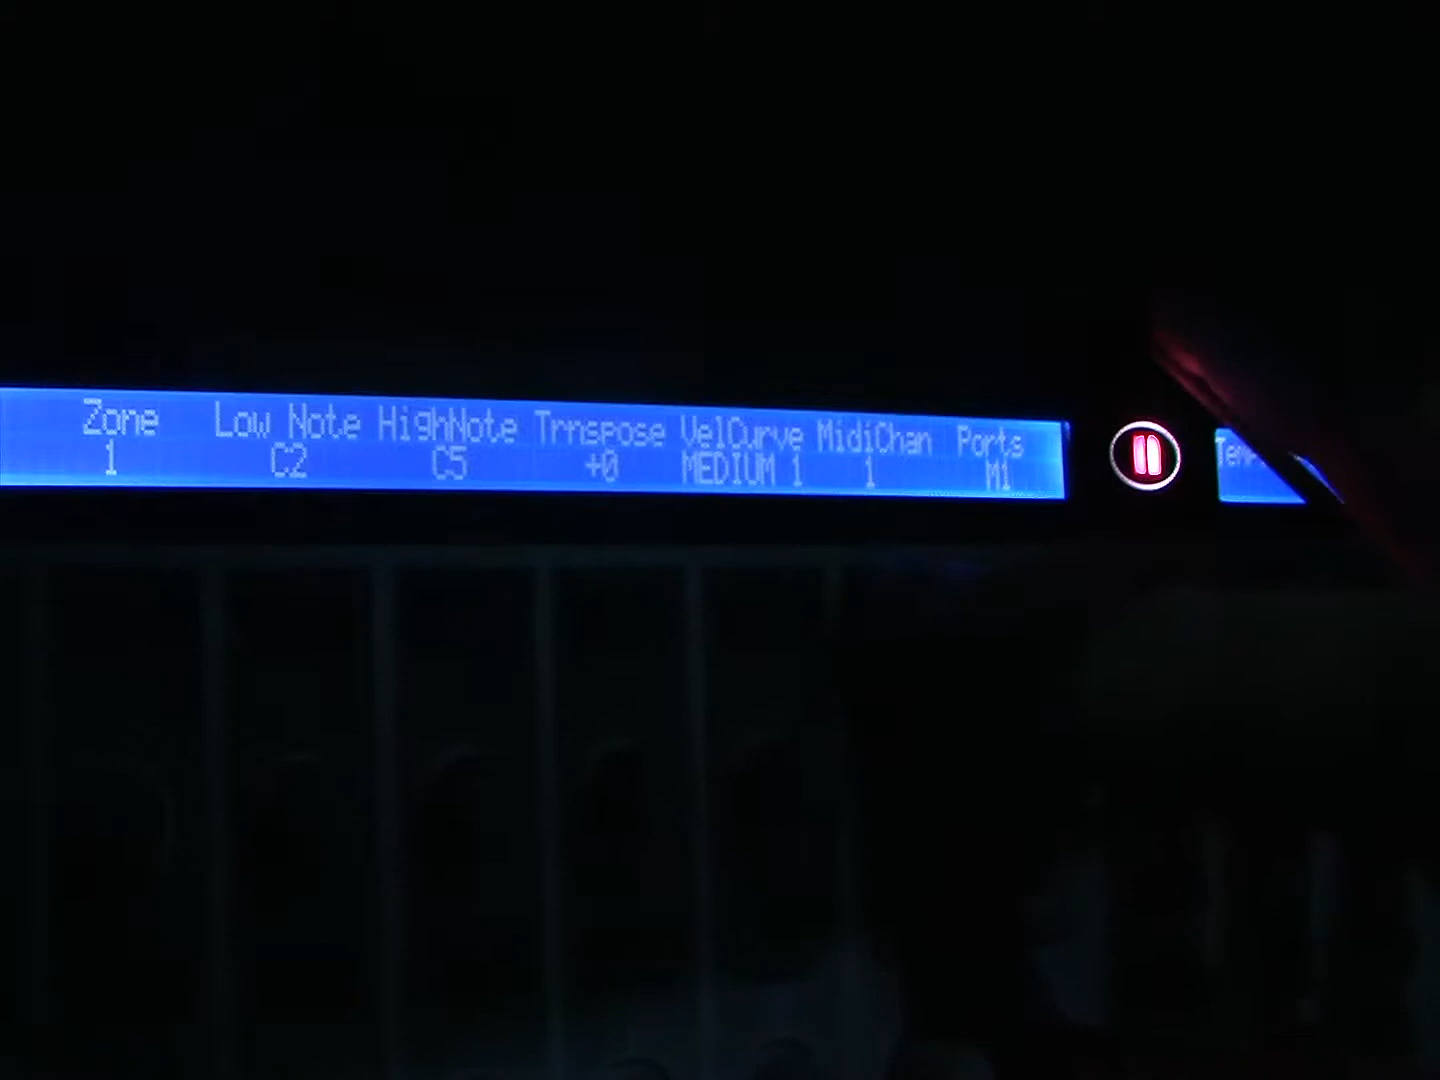 Zone Low Note HighNote Trnspose VelCurve MidiChan Ports
1 C2 C5 +0 MEDIUM 1 1 M1